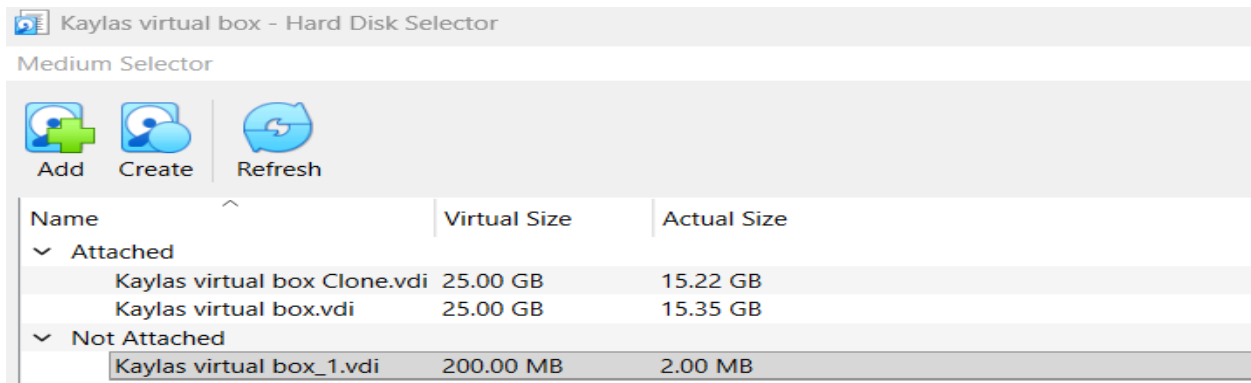 Kaylas virtual box - Hard Disk Selector
Medium Selector
Add Create Refresh
Name Virtual Size Actual Size
Attached
Kaylas virtual box Clone.vdi 25.00 GB 15.22 GB
Kaylas virtual box.vdi 25.00 GB 15.35 GB
Not Attached
Kaylas virtual box_1.vdi 200.00 MB 2.00 MB